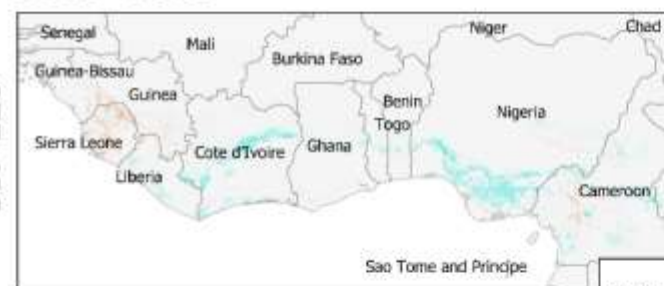 Senegal
Mali
Niger
Chad
Guinea-Bissau
Burkina Faso
Guinea
Benin
Nigeria
Togo
Sierra Leone
Cote d'Ivoire
Ghana
Liberia
Cameroon
Sao Tome and Principe